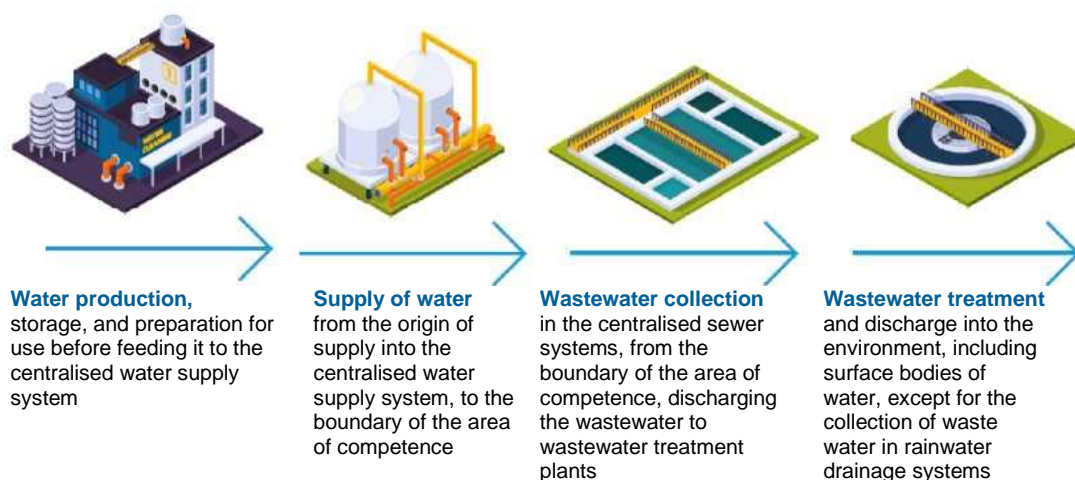 WATER
CLEANING
Water production,
storage, and preparation for
use before feeding it to the
centralised water supply
system
Supply of water
from the origin of
supply into the
centralised water
supply system, to the
boundary of the area
of competence
Wastewater collection
in the centralised sewer
systems, from the
boundary of the area of
competence, discharging
the wastewater to
wastewater treatment
plants
Wastewater treatment
and discharge into the
environment, including
surface bodies of
water, except for the
collection of waste
water in rainwater
drainage systems